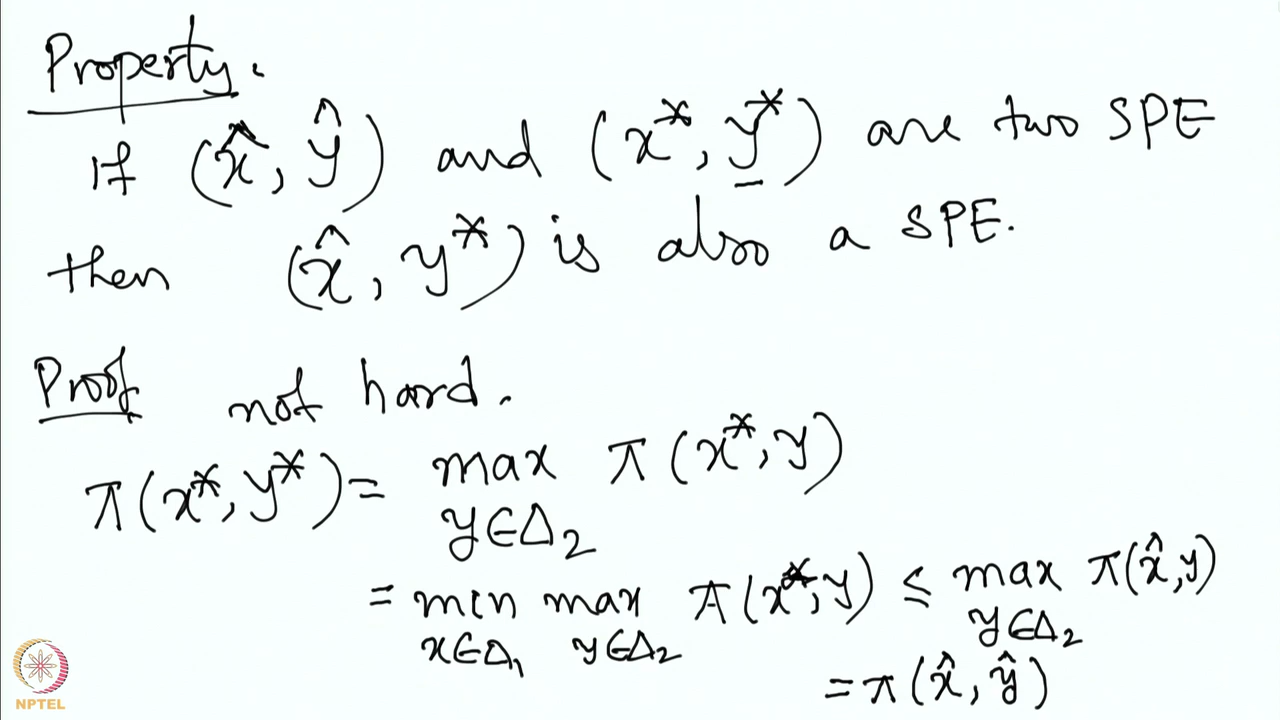 Property.
If (x̂, ŷ) and (x*, y*) are two SPE
then (x̂, y*) is also a SPE.
Proof not hard.
π(x*, y*) = max π(x*, y)
y∈Δ₂
= min max π(x*, y) ≤ max π(x̂, y)
x∈Δ₁ y∈Δ₂ y∈Δ₂
= π(x̂, ŷ)
NPTEL